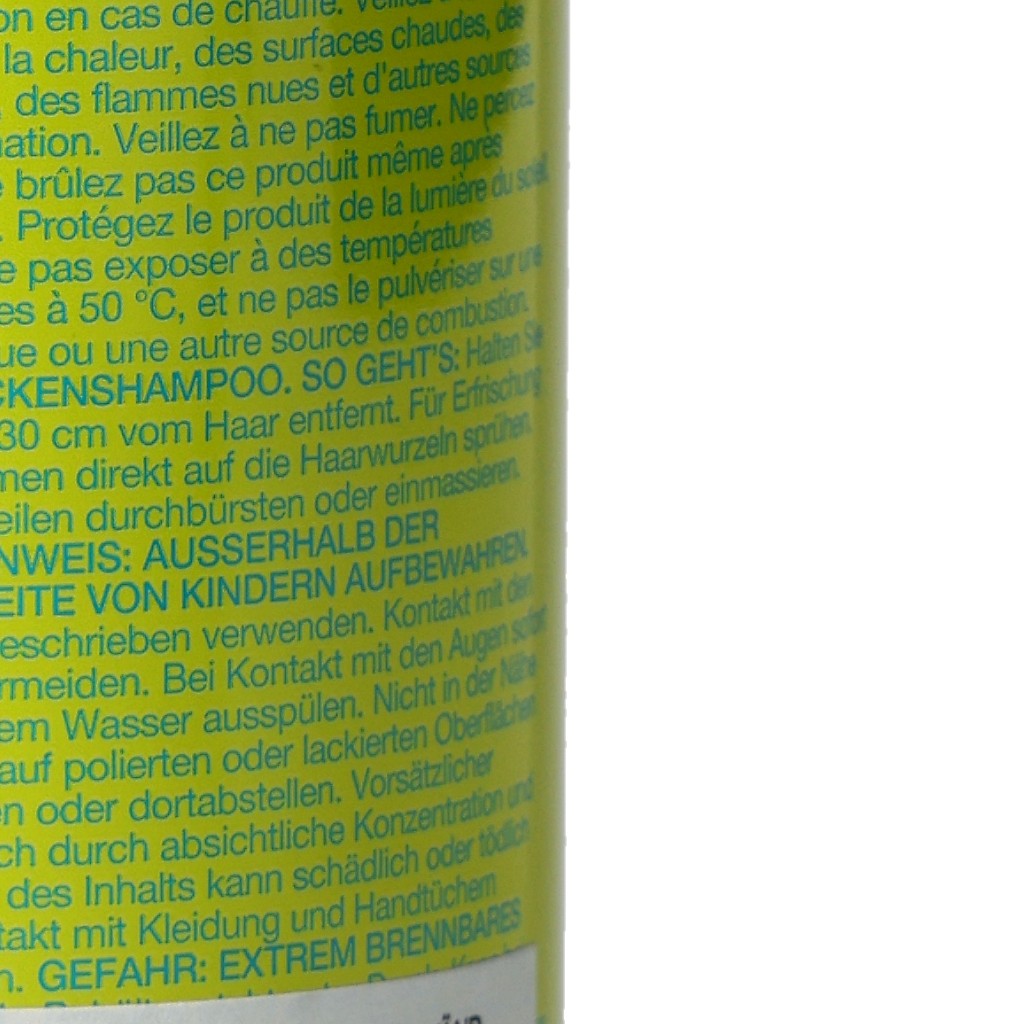 on en cas de chauffe. Veillez
la chaleur, des surfaces chaudes, des
des flammes nues et d'autres sources
ation. Veillez à ne pas fumer. Ne percez
brûlez pas ce produit même après
. Protégez le produit de la lumière du soleil.
e pas exposer à des températures
es à 50 °C, et ne pas le pulvériser sur une
ue ou une autre source de combustion.
CKENSHAMPOO. SO GEHT'S: Halten Sie
30 cm vom Haar entfernt. Für Erfrischung
men direkt auf die Haarwurzeln sprühen,
eilen durchbürsten oder einmassieren.
NWEIS: AUSSERHALB DER
EITE VON KINDERN AUFBEWAHREN.
eschrieben verwenden. Kontakt mit den
rmeiden. Bei Kontakt mit den Augen sofort
em Wasser ausspülen. Nicht in der Nähe
auf polierten oder lackierten Oberflächen
en oder dortabstellen. Vorsätzlicher
ch durch absichtliche Konzentration und
des Inhalts kann schädlich oder tödlich
takt mit Kleidung und Handtüchern
n. GEFAHR: EXTREM BRENNBARES